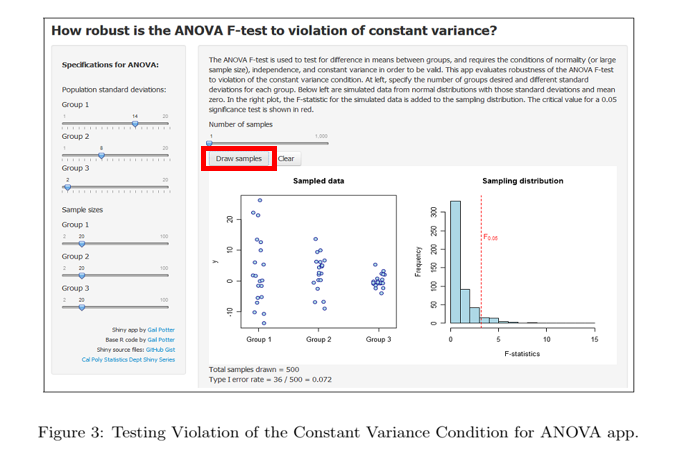 How robust is the ANOVA F-test to violation of constant variance?
Specifications for ANOVA:
Population standard deviations:
Group 1
1 14 20
Group 2
1 8 20
Group 3
2 20
Sample sizes
Group 1
2 20 100
Group 2
2 20 100
Group 3
2 20 100
Shiny app by Gail Potter
Base R code by Gail Potter
Shiny source files: GitHub Gist
Cal Poly Statistics Dept Shiny Series
The ANOVA F-test is used to test for difference in means between groups, and requires the conditions of normality (or large
sample size), independence, and constant variance in order to be valid. This app evaluates robustness of the ANOVA F-test
to violation of the constant variance condition. At left, specify the number of groups desired and different standard
deviations for each group. Below left are simulated data from normal distributions with those standard deviations and mean
zero. In the right plot, the F-statistic for the simulated data is added to the sampling distribution. The critical value for a 0.05
significance test is shown in red.
Number of samples
1 1,000
Draw samples Clear
Sampled data
y
20
10
0
-10
Group 1 Group 2 Group 3
Sampling distribution
Frequency
300
250
200
150
100
50
0
F0.05
0 5 10 15
F-statistics
Total samples drawn = 500
Type I error rate = 36 / 500 = 0.072
Figure 3: Testing Violation of the Constant Variance Condition for ANOVA app.